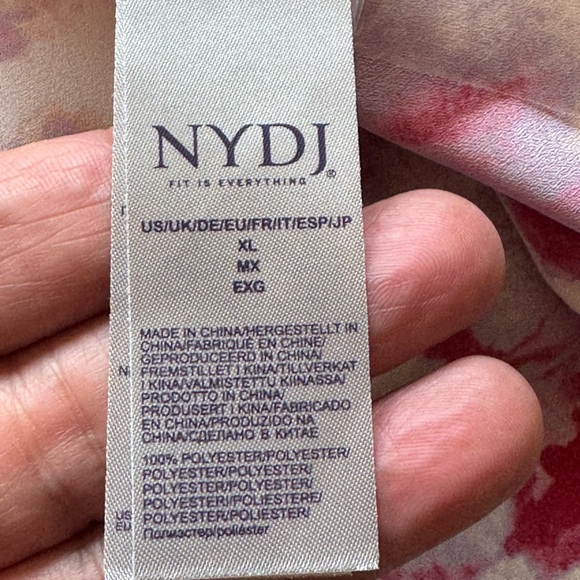 NYDJ®
FIT IS EVERYTHING
US/UK/DE/EU/FR/IT/ESP/JP
XL
MX
EXG
MADE IN CHINA/HERGESTELLT IN
CHINA/FABRIQUÉ EN CHINE/
GEPRODUCEERD IN CHINA/
FREMSTILLET I KINA/TILLVERKAT
I KINA/VALMISTETTU KIINASSA/
PRODOTTO IN CHINA/
PRODUSERT I KINA/FABRICADO
EN CHINA/PRODUZIDO NA
CHINA/СДЕЛАНО В КИТАЕ
100% POLYESTER/POLYESTER/
POLYESTER/POLYESTER/
POLYESTER/POLYESTER/
POLYESTER/POLIESTERE/
POLYESTER/POLIÉSTER/
Полиэстер/poliéster